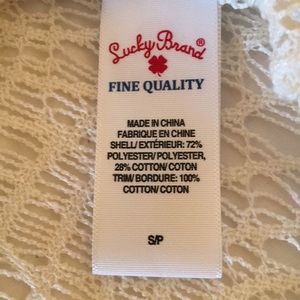 Lucky Brand®
FINE QUALITY
MADE IN CHINA
FABRIQUE EN CHINE
SHELL/ EXTÉRIEUR: 72%
POLYESTER/ POLYESTER,
28% COTTON/ COTON
TRIM/ BORDURE: 100%
COTTON/ COTON
S/P